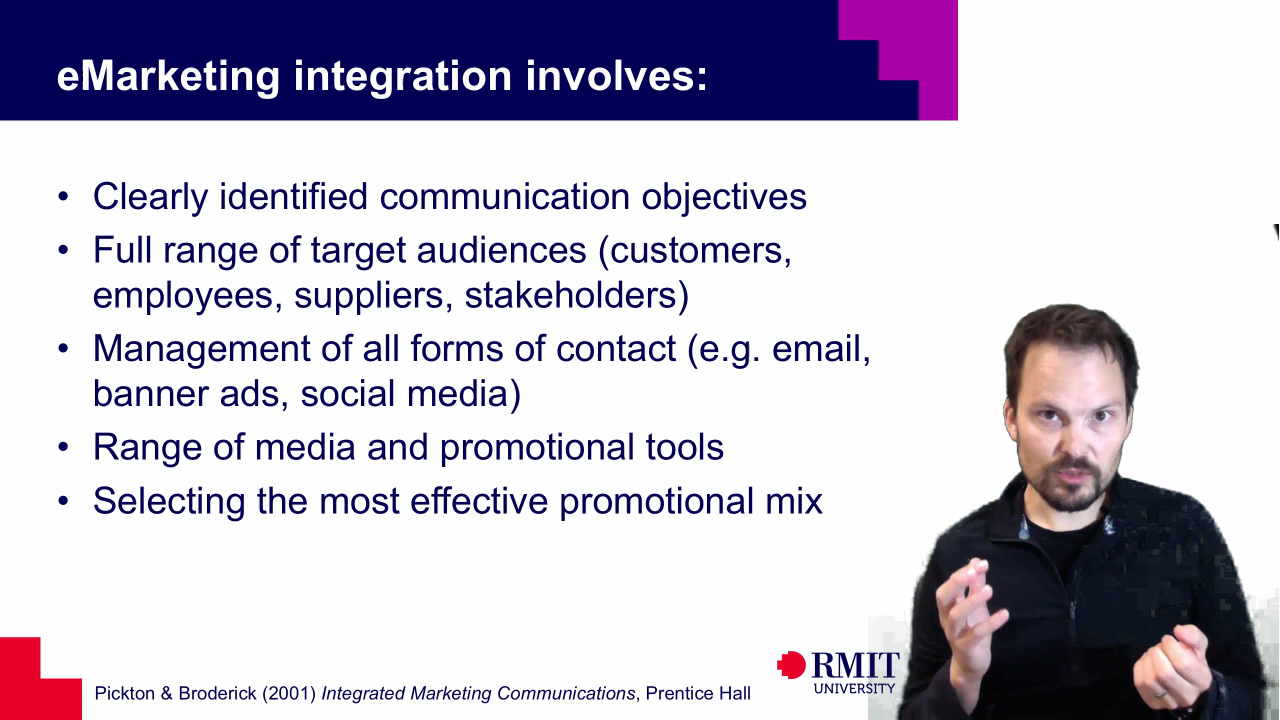 eMarketing integration involves:
• Clearly identified communication objectives
• Full range of target audiences (customers,
employees, suppliers, stakeholders)
• Management of all forms of contact (e.g. email,
banner ads, social media)
• Range of media and promotional tools
• Selecting the most effective promotional mix
RMIT
UNIVERSITY
Pickton & Broderick (2001) Integrated Marketing Communications, Prentice Hall